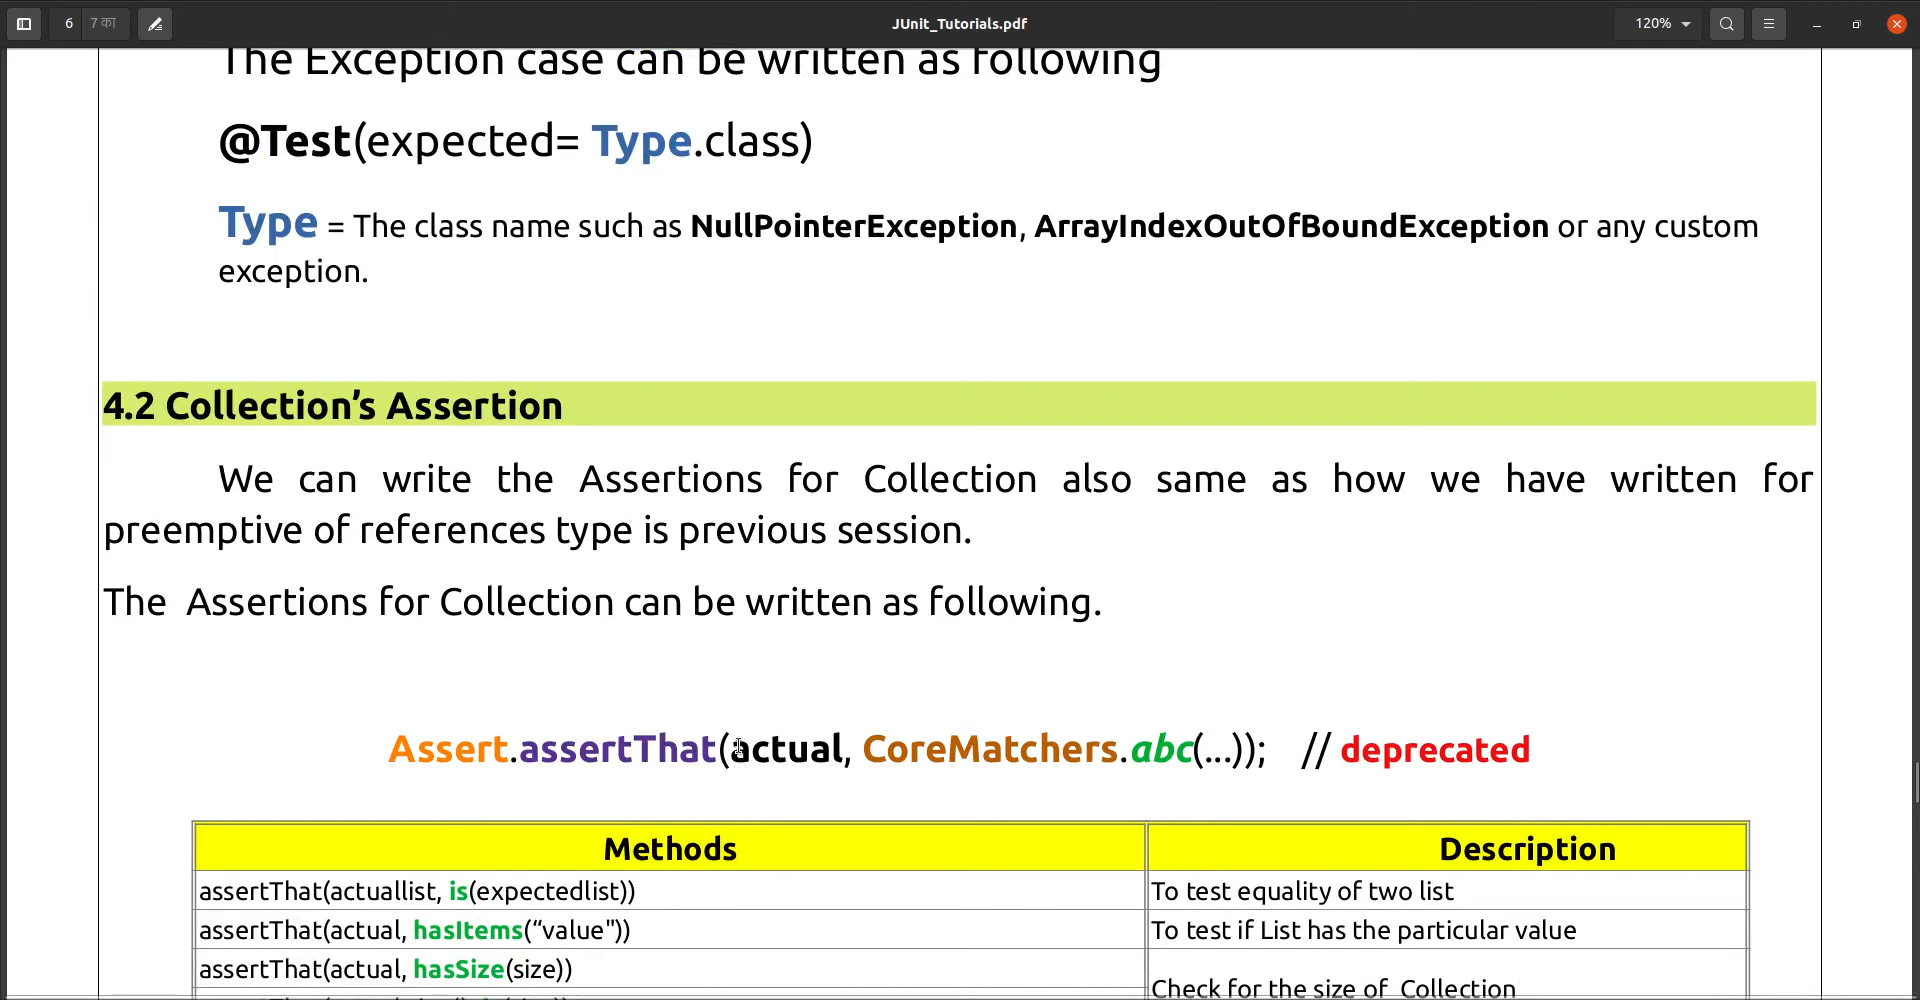 6 7 का
JUnit_Tutorials.pdf
120%
The Exception case can be written as following
@Test(expected= Type.class)
Type = The class name such as NullPointerException, ArrayIndexOutOfBoundException or any custom
exception.
4.2 Collection’s Assertion
We can write the Assertions for Collection also same as how we have written for
preemptive of references type is previous session.
The Assertions for Collection can be written as following.
Assert.assertThat(actual, CoreMatchers.abc(...)); // deprecated
Methods Description
assertThat(actuallist, is(expectedlist)) To test equality of two list
assertThat(actual, hasItems(“value")) To test if List has the particular value
assertThat(actual, hasSize(size))
Check for the size of Collection